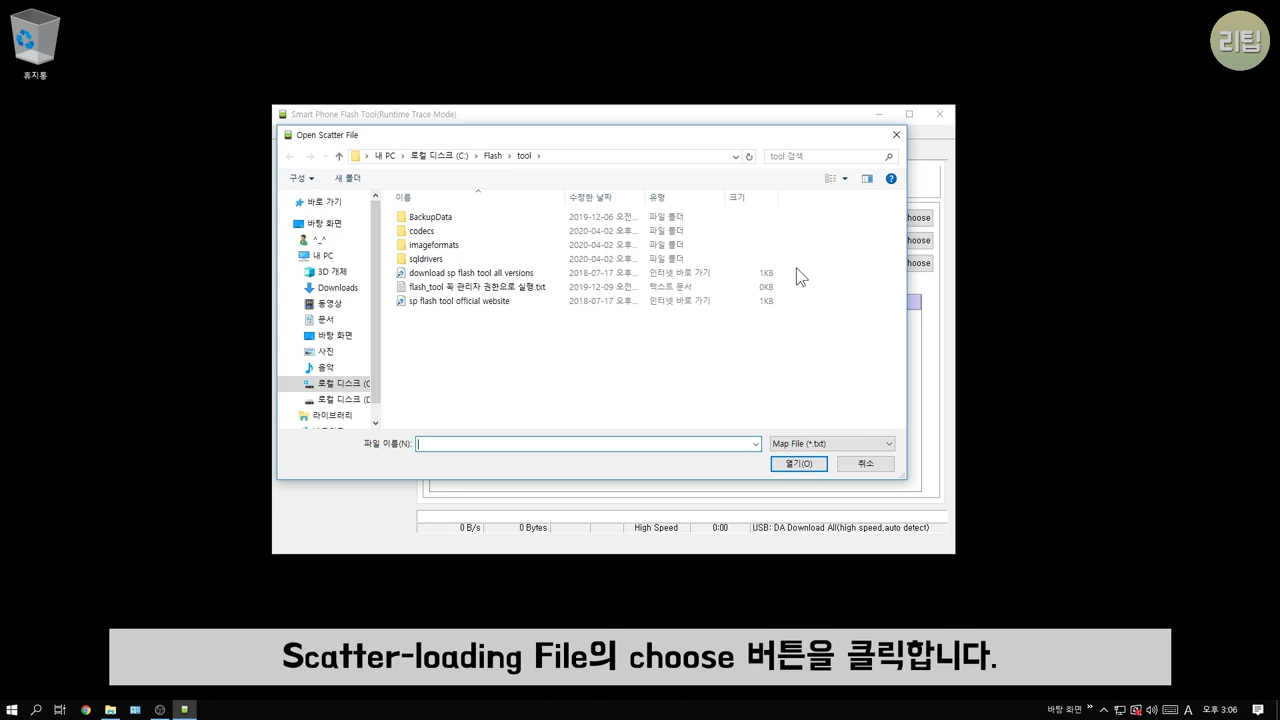 휴지통
리팁
Smart Phone Flash Tool(Runtime Trace Mode)
Open Scatter File
내 PC › 로컬 디스크 (C:) › Flash › tool ›
tool 검색
구성 새 폴더
이름 수정한 날짜 유형 크기
바로 가기
바탕 화면
^_^
내 PC
3D 개체
Downloads
동영상
문서
바탕 화면
사진
음악
로컬 디스크 (C
로컬 디스크 (D
라이브러리
BackupData 2019-12-06 오전... 파일 폴더
codecs 2020-04-02 오후... 파일 폴더
imageformats 2020-04-02 오후... 파일 폴더
sqldrivers 2020-04-02 오후... 파일 폴더
download sp flash tool all versions 2018-07-17 오후... 인터넷 바로 가기 1KB
flash_tool 꼭 관리자 권한으로 실행.txt 2019-12-09 오전... 텍스트 문서 0KB
sp flash tool official website 2018-07-17 오후... 인터넷 바로 가기 1KB
hoose
hoose
hoose
파일 이름(N): Map File (*.txt)
열기(O) 취소
0 B/s 0 Bytes High Speed 0:00 USB: DA Download All(high speed,auto detect)
Scatter-loading File의 choose 버튼을 클릭합니다.
바탕 화면 » A 오후 3:06